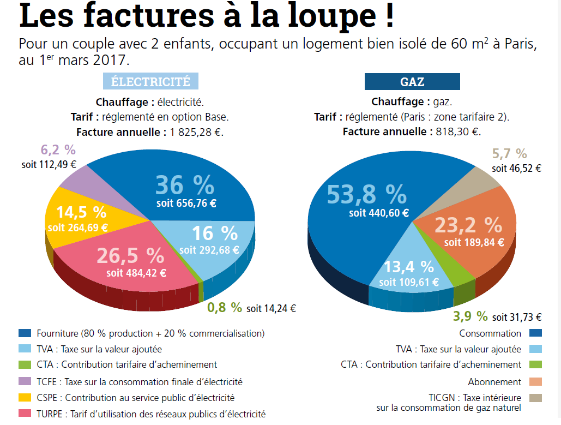 Les factures à la loupe !
Pour un couple avec 2 enfants, occupant un logement bien isolé de 60 m² à Paris,
au 1er mars 2017.
ÉLECTRICITÉ
Chauffage : électricité.
Tarif : réglementé en option Base.
Facture annuelle : 1 825,28 €.
6,2 %
soit 112,49 €
36 %
soit 656,76 €
14,5 %
soit 264,69 €
16 %
soit 292,68 €
26,5 %
soit 484,42 €
0,8 % soit 14,24 €
Fourniture (80 % production + 20 % commercialisation)
TVA : Taxe sur la valeur ajoutée
CTA : Contribution tarifaire d'acheminement
TCFE : Taxe sur la consommation finale d'électricité
CSPE : Contribution au service public d'électricité
TURPE : Tarif d'utilisation des réseaux publics d'électricité
GAZ
Chauffage : gaz.
Tarif : réglementé (Paris : zone tarifaire 2).
Facture annuelle : 818,30 €.
5,7 %
soit 46,52 €
53,8 %
soit 440,60 €
23,2 %
soit 189,84 €
13,4 %
soit 109,61 €
3,9 % soit 31,73 €
Consommation
TVA : Taxe sur la valeur ajoutée
CTA : Contribution tarifaire d'acheminement
Abonnement
TICGN : Taxe intérieure
sur la consommation de gaz naturel